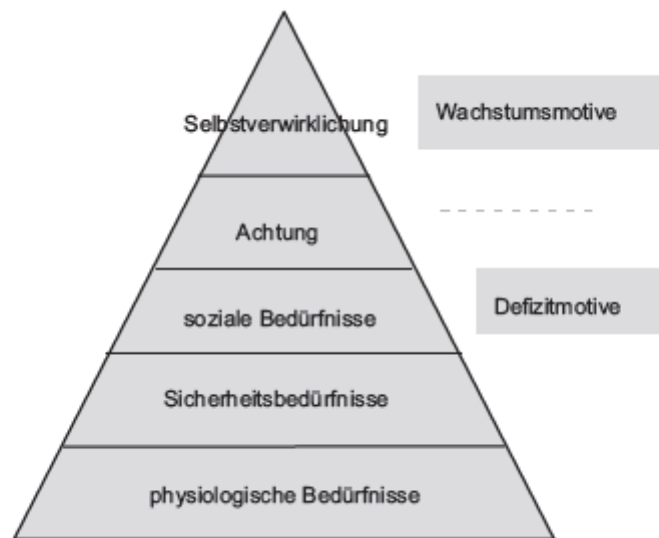 Selbstverwirklichung
Wachstumsmotive
Achtung
soziale Bedürfnisse
Defizitmotive
Sicherheitsbedürfnisse
physiologische Bedürfnisse